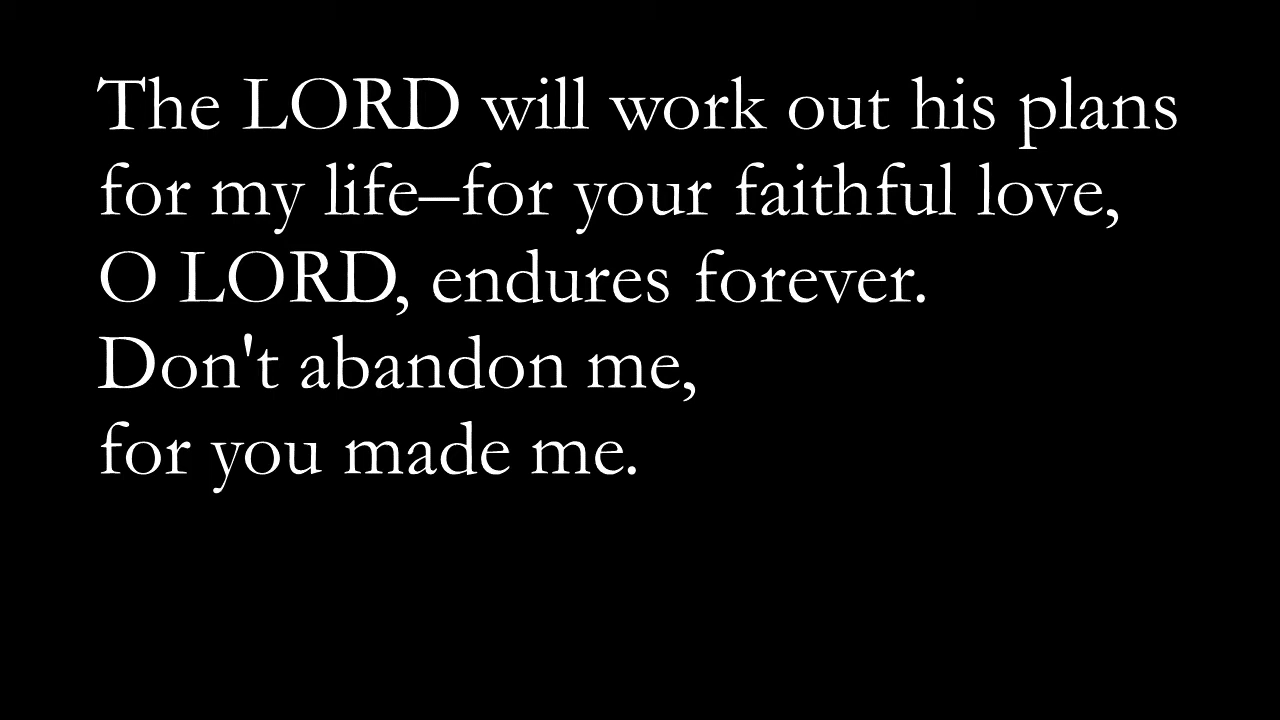 The LORD will work out his plans
for my life–for your faithful love,
O LORD, endures forever.
Don't abandon me,
for you made me.